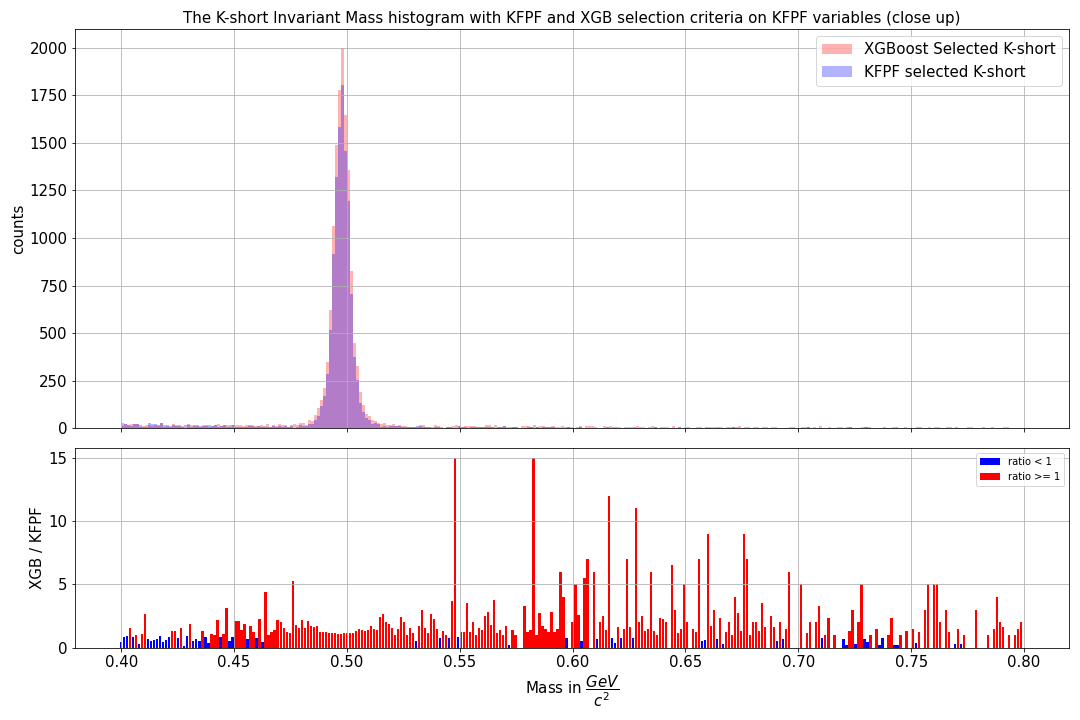 The K-short Invariant Mass histogram with KFPF and XGB selection criteria on KFPF variables (close up)
XGBoost Selected K-short
KFPF selected K-short
counts
2000
1750
1500
1250
1000
750
500
250
0
ratio < 1
ratio >= 1
XGB / KFPF
15
10
5
0
0.40 0.45 0.50 0.55 0.60 0.65 0.70 0.75 0.80
Mass in GeV/c²